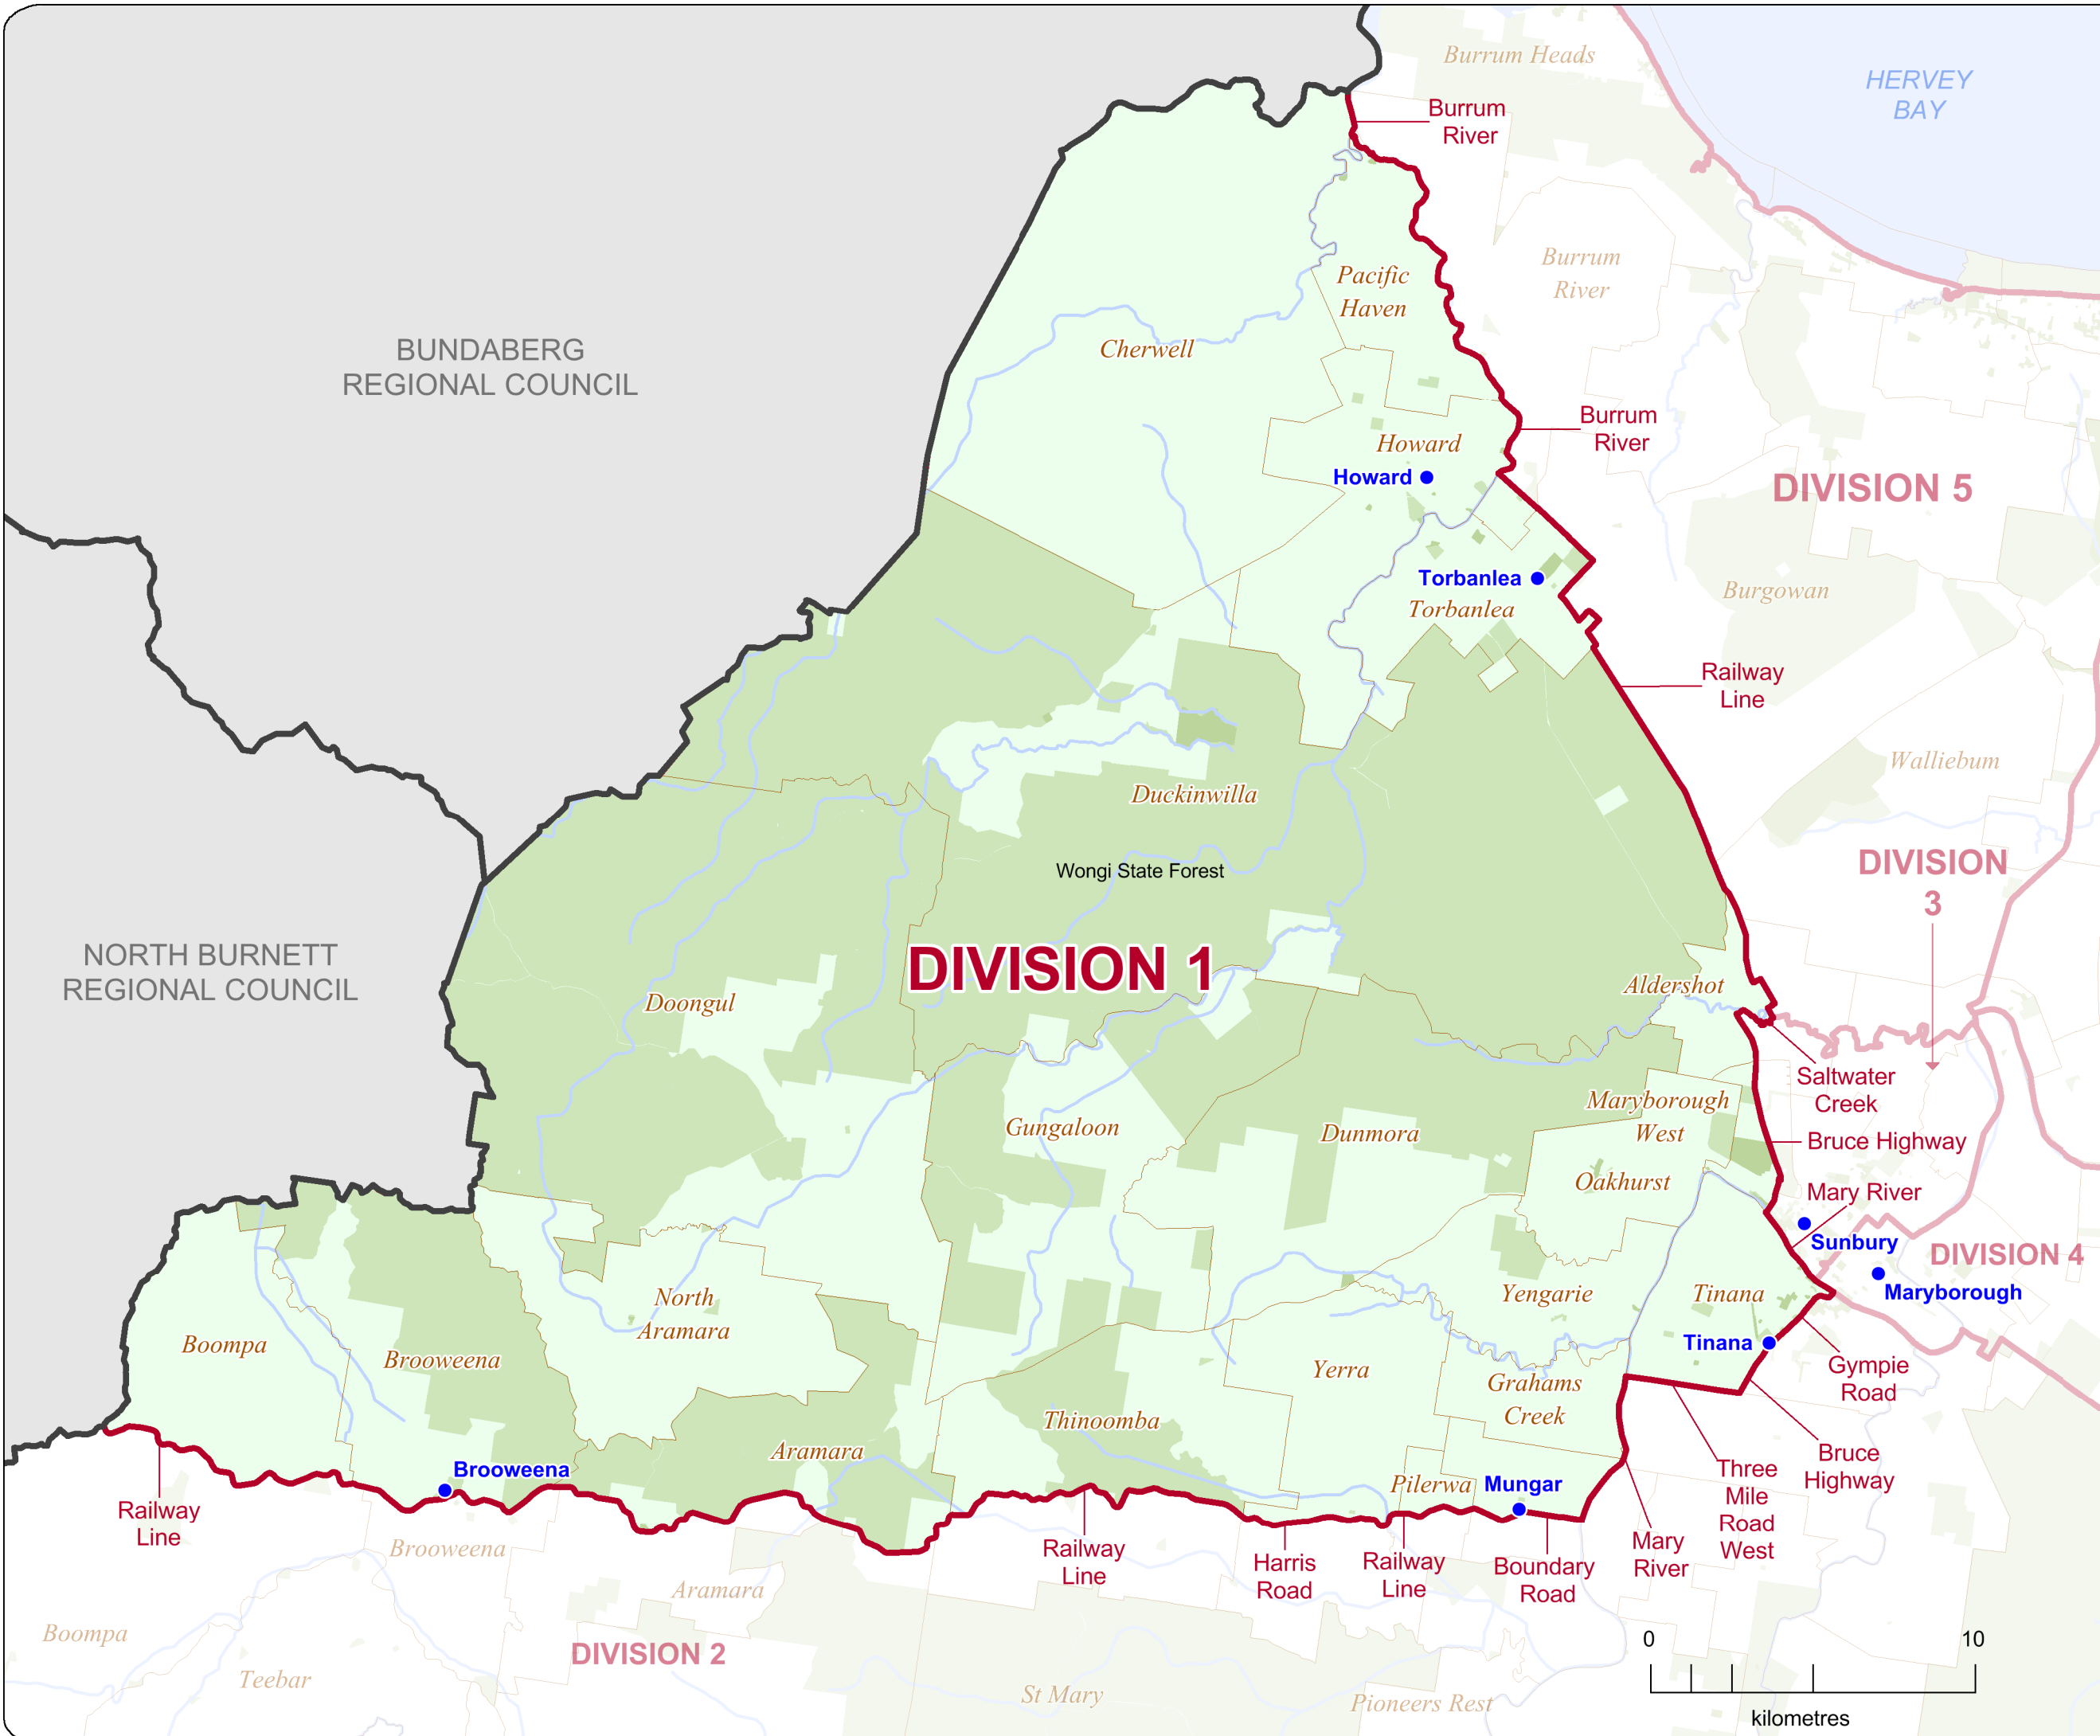 Burrum Heads
HERVEY
BAY
Burrum
River
Burrum
River
Pacific
Haven
BUNDABERG
REGIONAL COUNCIL
Cherwell
Burrum
River
Howard
Howard
DIVISION 5
Torbanlea
Torbanlea
Burgowan
Railway
Line
Walliebum
Duckinwilla
Wongi State Forest
DIVISION
3
NORTH BURNETT
REGIONAL COUNCIL
DIVISION 1
Doongul
Aldershot
Saltwater
Creek
Maryborough
West
Gungaloon
Dunmora
Bruce Highway
Oakhurst
Mary River
Sunbury
DIVISION 4
Maryborough
North
Aramara
Yengarie
Tinana
Boompa
Brooweena
Tinana
Yerra
Gympie
Road
Grahams
Creek
Thinoomba
Aramara
Bruce
Highway
Brooweena
Pilerwa
Mungar
Three
Mile
Road
West
Railway
Line
Mary
River
Railway
Line
Harris
Road
Railway
Line
Boundary
Road
Brooweena
Aramara
Boompa
DIVISION 2
Teebar
St Mary
Pioneers Rest
0 10
kilometres